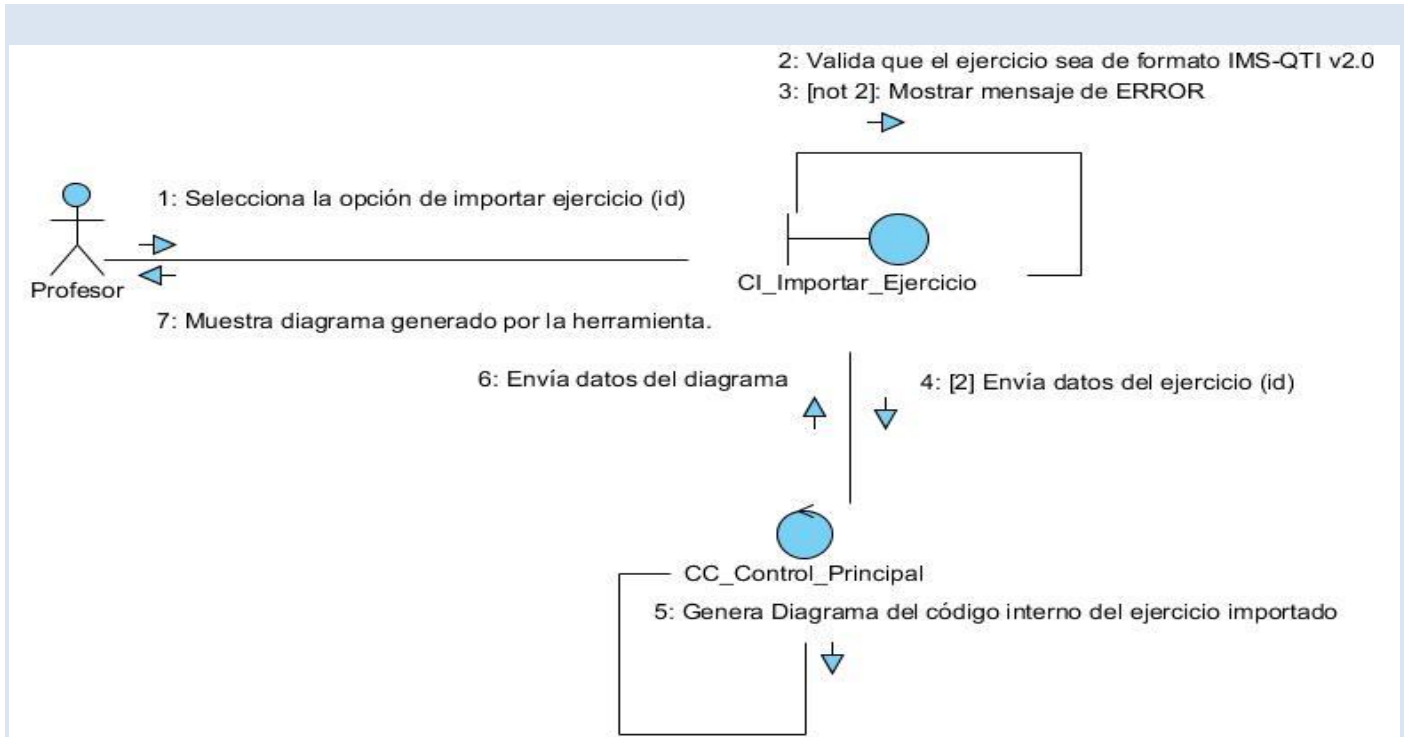 2: Valida que el ejercicio sea de formato IMS-QTI v2.0
3: [not 2]: Mostrar mensaje de ERROR
1: Selecciona la opción de importar ejercicio (id)
Profesor
CI_Importar_Ejercicio
7: Muestra diagrama generado por la herramienta.
6: Envía datos del diagrama
4: [2] Envía datos del ejercicio (id)
CC_Control_Principal
5: Genera Diagrama del código interno del ejercicio importado